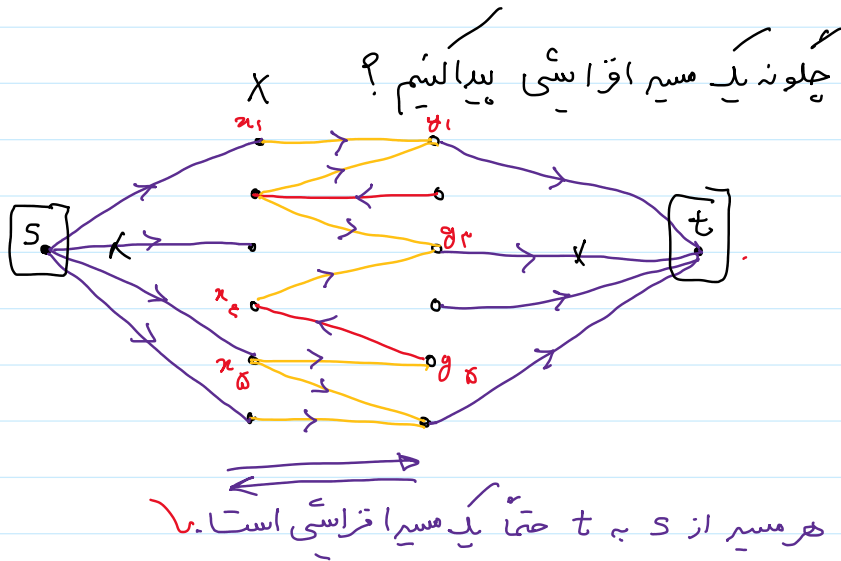 چگونه یک مسیر افزایشی پیدا کنیم ؟
X
x۱ y۱
S t
y۳
x۴
x۵ y۵
هر مسیر از s به t حتماً یک مسیر افزایشی است.